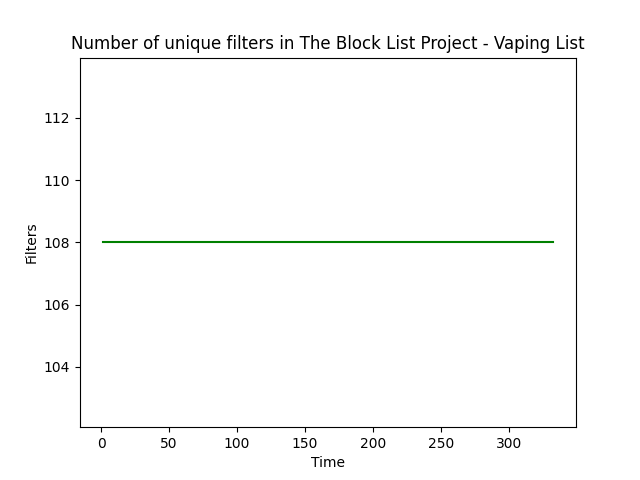 Number of unique filters in The Block List Project - Vaping List
112
110
108
106
104
Filters
0 50 100 150 200 250 300
Time